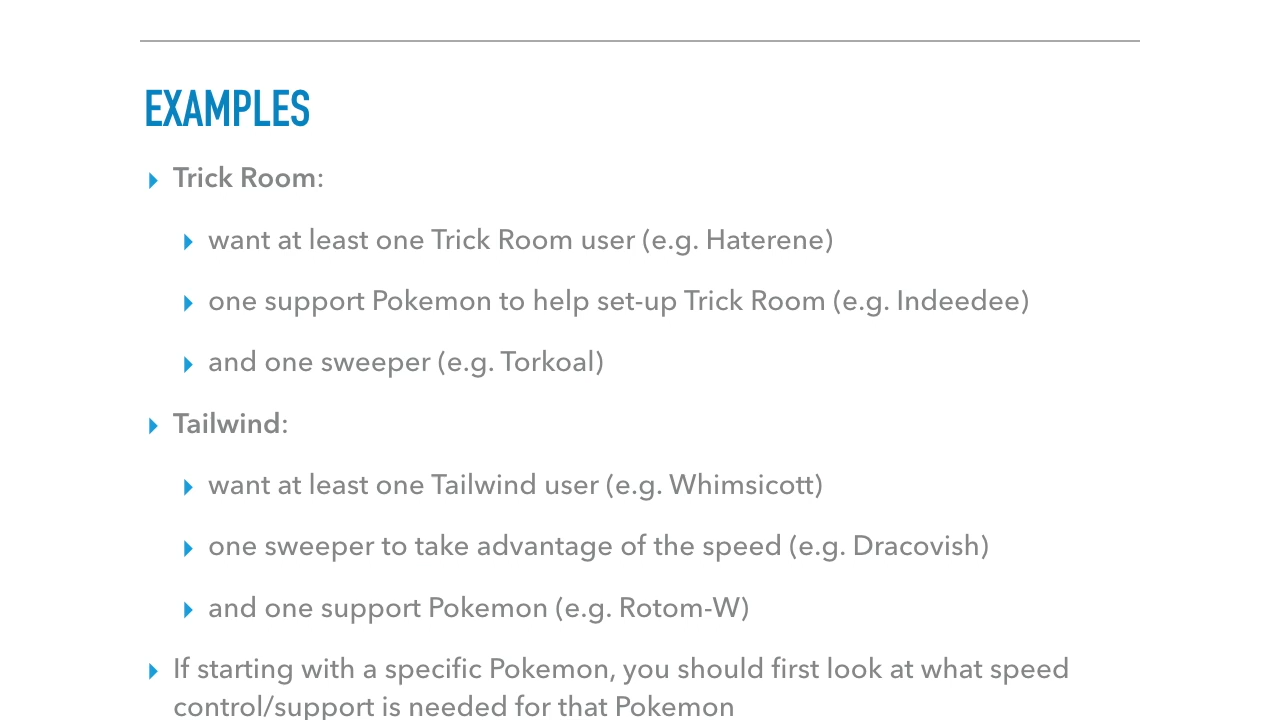 EXAMPLES
Trick Room:
want at least one Trick Room user (e.g. Haterene)
one support Pokemon to help set-up Trick Room (e.g. Indeedee)
and one sweeper (e.g. Torkoal)
Tailwind:
want at least one Tailwind user (e.g. Whimsicott)
one sweeper to take advantage of the speed (e.g. Dracovish)
and one support Pokemon (e.g. Rotom-W)
If starting with a specific Pokemon, you should first look at what speed
control/support is needed for that Pokemon